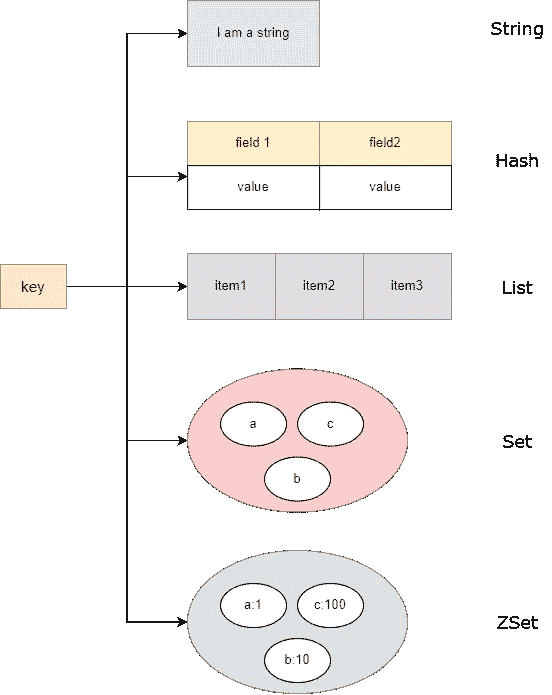 I am a string
String
field 1
field2
Hash
value
value
key
item1
item2
item3
List
a
c
Set
b
a:1
c:100
ZSet
b:10